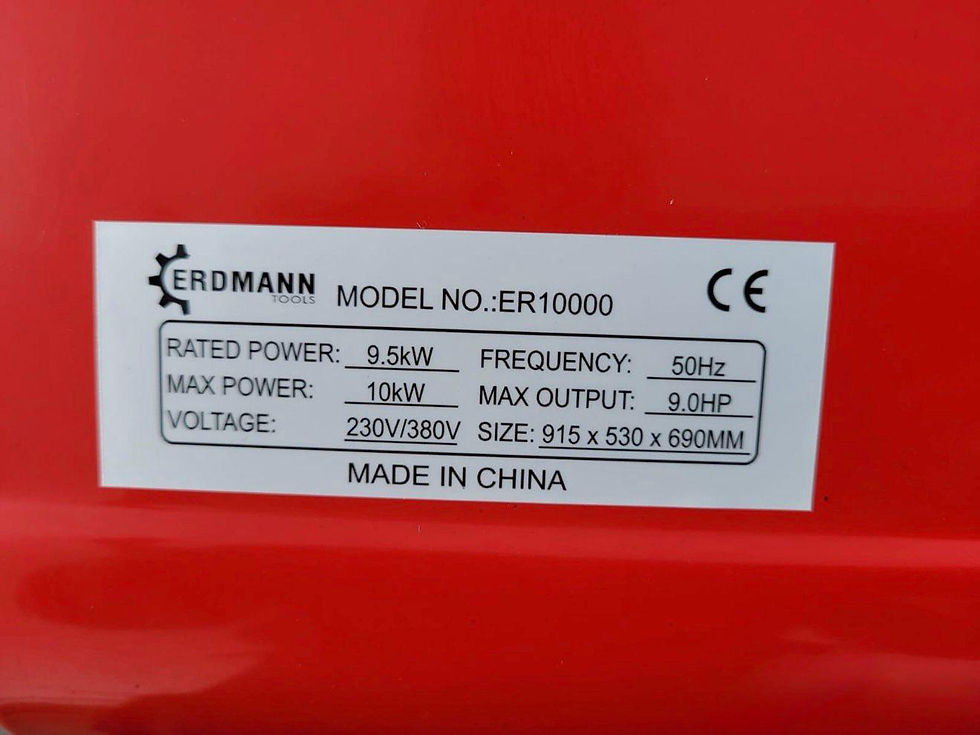 ERDMANN
TOOLS
MODEL NO.:ER10000
CE
RATED POWER: 9.5kW FREQUENCY: 50Hz
MAX POWER: 10kW MAX OUTPUT: 9.0HP
VOLTAGE: 230V/380V SIZE: 915 x 530 x 690MM
MADE IN CHINA